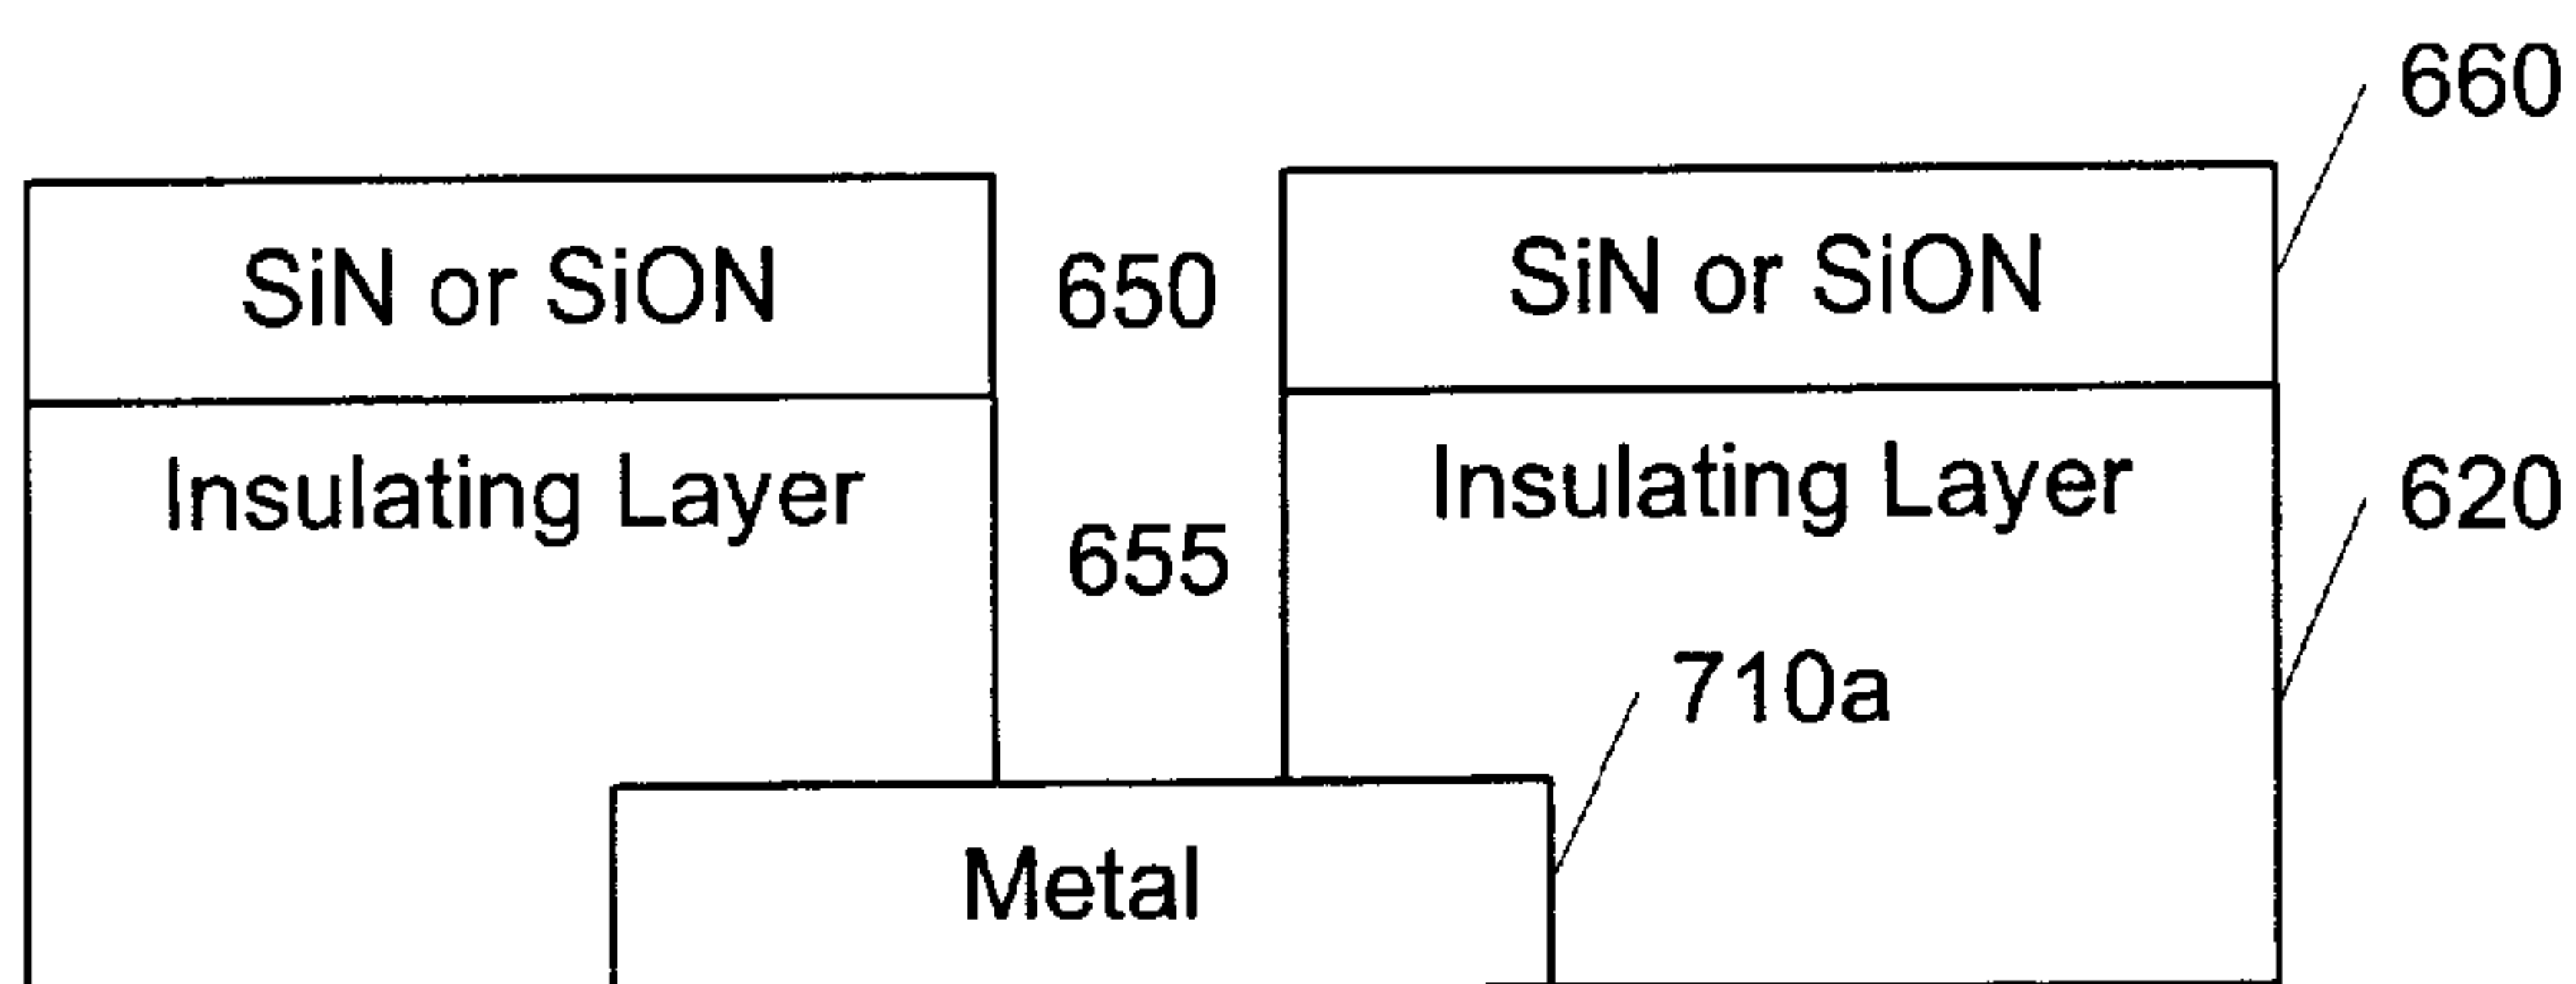 660
SiN or SiON
650
SiN or SiON
Insulating Layer
Insulating Layer
620
655
710a
Metal